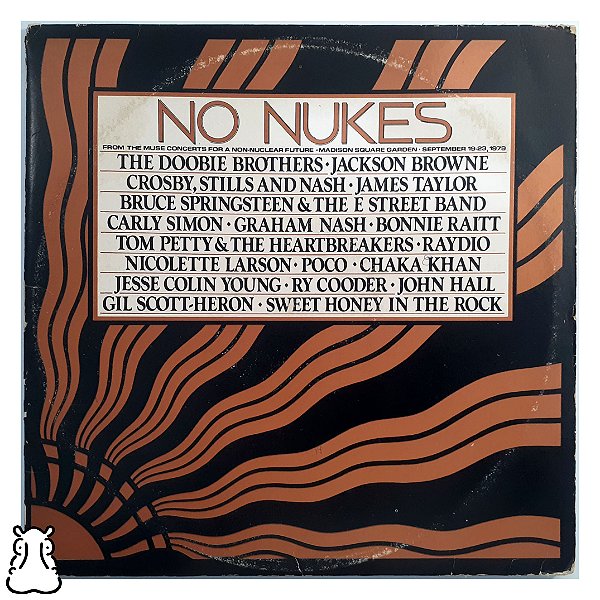 NO NUKES
FROM THE MUSE CONCERTS FOR A NON-NUCLEAR FUTURE • MADISON SQUARE GARDEN • SEPTEMBER 19-23, 1979
THE DOOBIE BROTHERS • JACKSON BROWNE
CROSBY, STILLS AND NASH • JAMES TAYLOR
BRUCE SPRINGSTEEN & THE E STREET BAND
CARLY SIMON • GRAHAM NASH • BONNIE RAITT
TOM PETTY & THE HEARTBREAKERS • RAYDIO
NICOLETTE LARSON • POCO • CHAKA KHAN
JESSE COLIN YOUNG • RY COODER • JOHN HALL
GIL SCOTT-HERON • SWEET HONEY IN THE ROCK